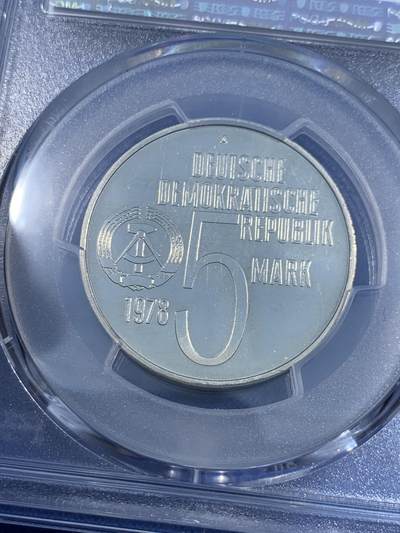 A
DEUTSCHE
DEMOKRATISCHE
REPUBLIK
5 MARK
1978